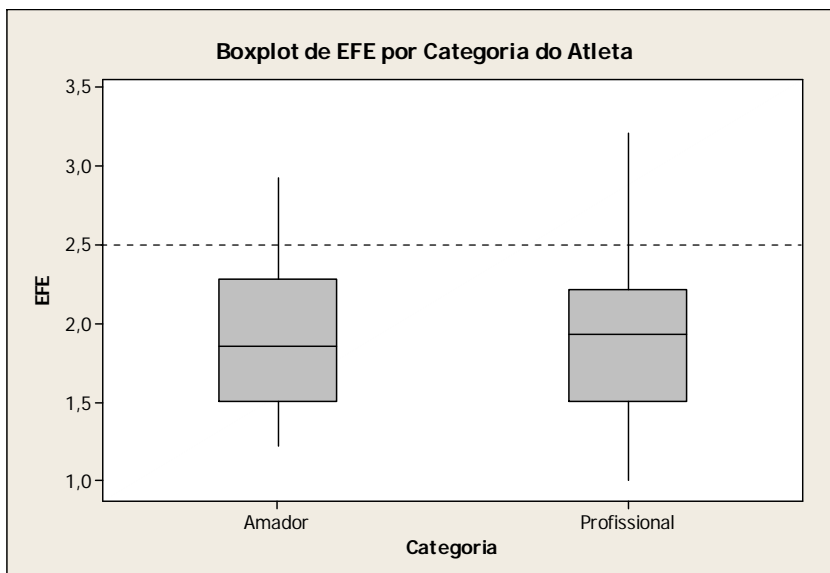 Boxplot de EFE por Categoria do Atleta
3,5
3,0
2,5
2,0
1,5
1,0
EFE
Amador Profissional
Categoria